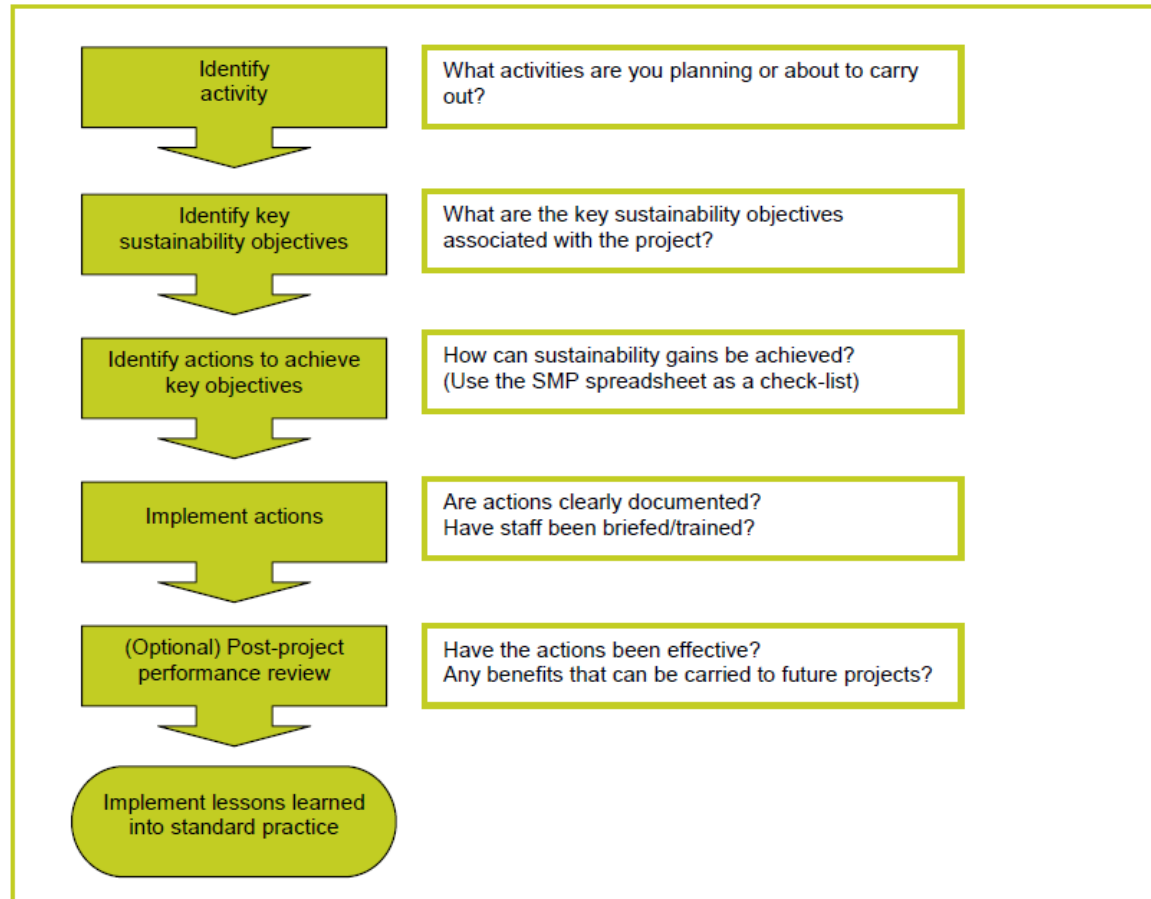 Identify
activity
What activities are you planning or about to carry
out?
Identify key
sustainability objectives
What are the key sustainability objectives
associated with the project?
Identify actions to achieve
key objectives
How can sustainability gains be achieved?
(Use the SMP spreadsheet as a check-list)
Implement actions
Are actions clearly documented?
Have staff been briefed/trained?
(Optional) Post-project
performance review
Have the actions been effective?
Any benefits that can be carried to future projects?
Implement lessons learned
into standard practice